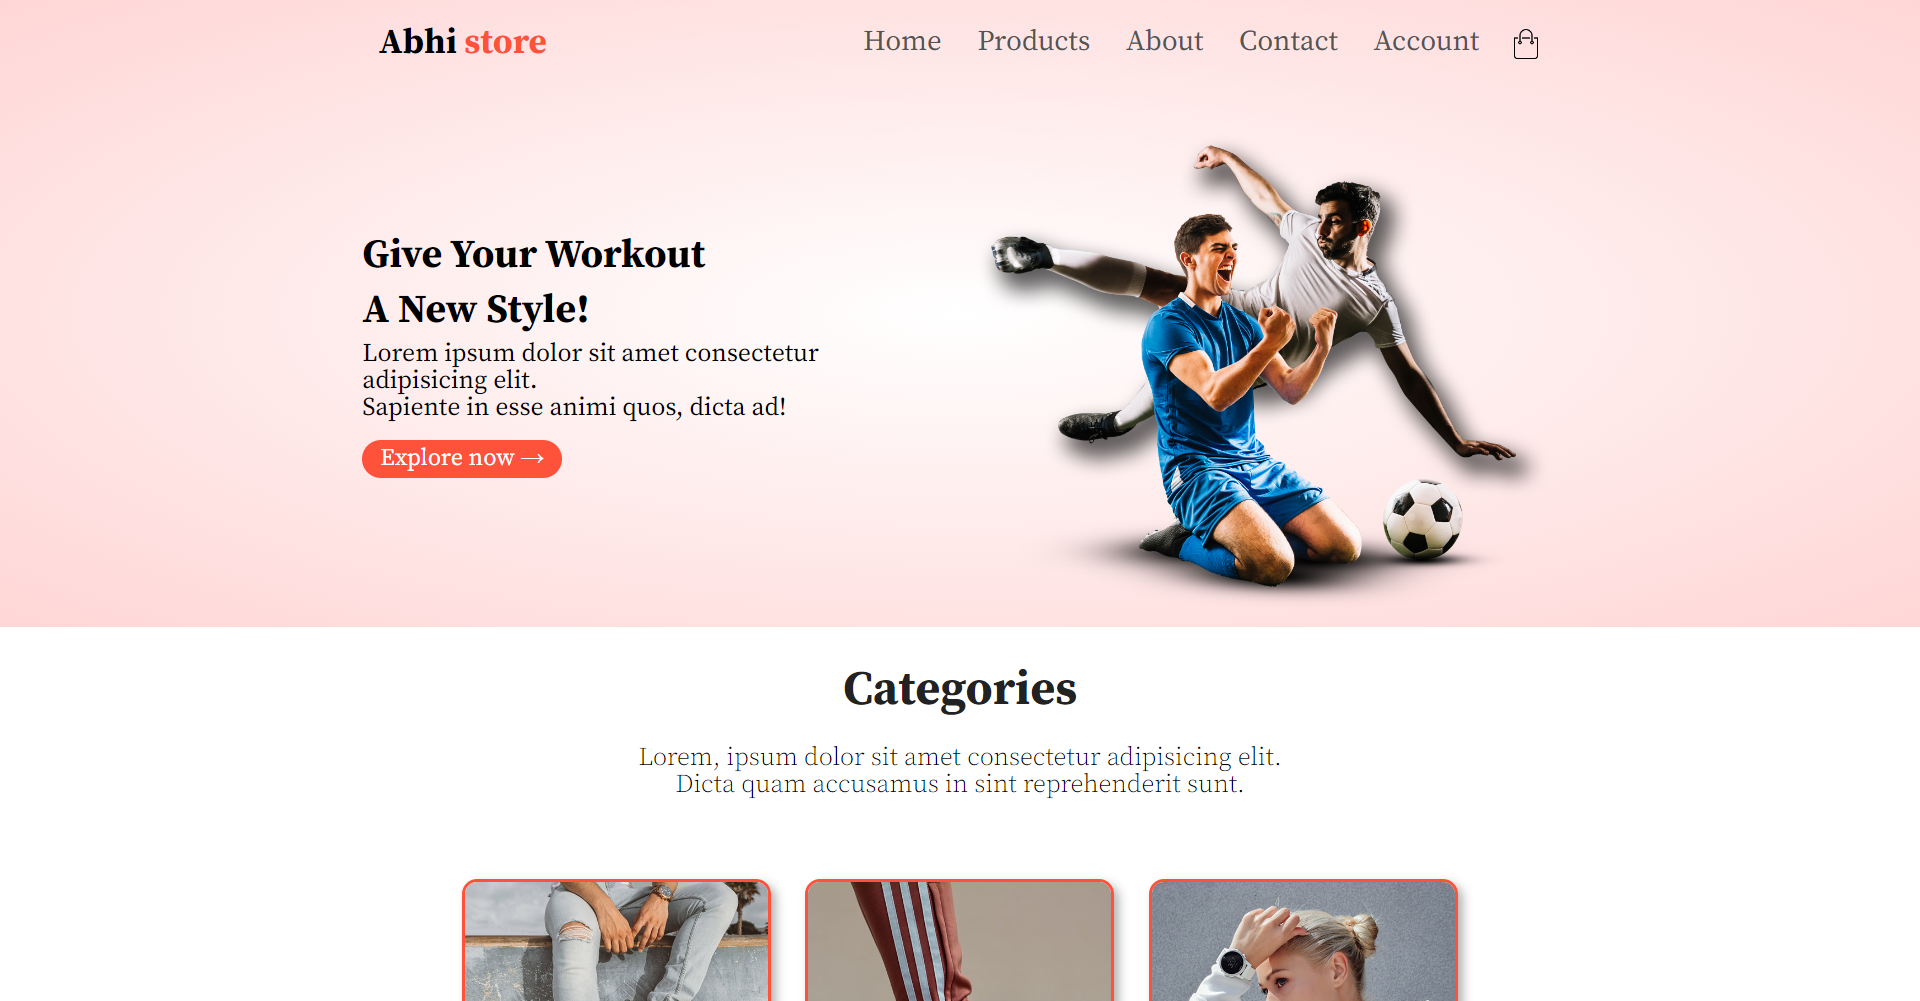 Abhi store
Home Products About Contact Account
Give Your Workout
A New Style!
Lorem ipsum dolor sit amet consectetur
adipisicing elit.
Sapiente in esse animi quos, dicta ad!
Explore now →
Categories
Lorem, ipsum dolor sit amet consectetur adipisicing elit.
Dicta quam accusamus in sint reprehenderit sunt.